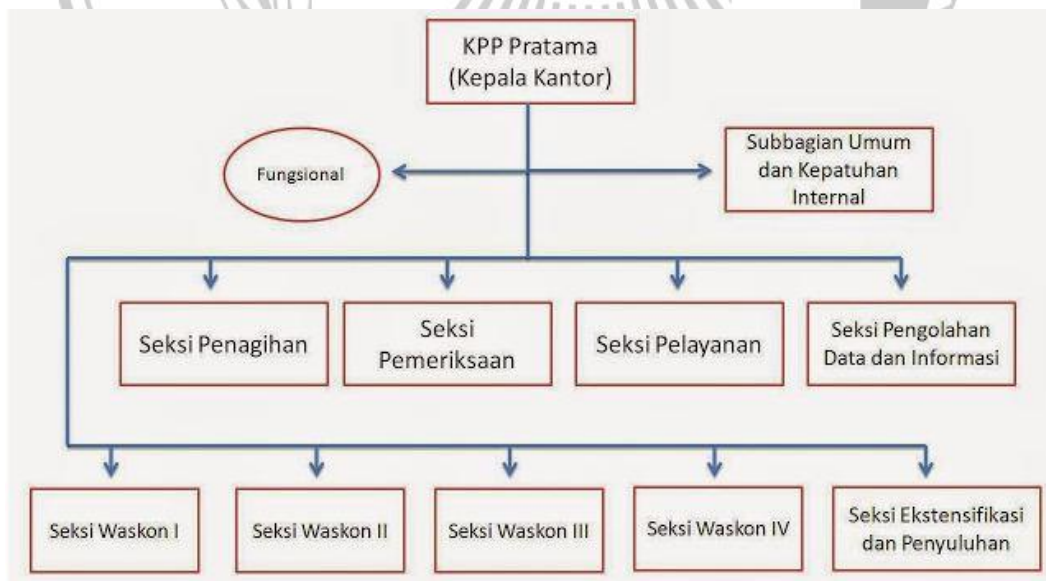 KPP Pratama
(Kepala Kantor)
Fungsional
Subbagian Umum
dan Kepatuhan
Internal
Seksi Penagihan
Seksi
Pemeriksaan
Seksi Pelayanan
Seksi Pengolahan
Data dan Informasi
Seksi Waskon I
Seksi Waskon II
Seksi Waskon III
Seksi Waskon IV
Seksi Ekstensifikasi
dan Penyuluhan